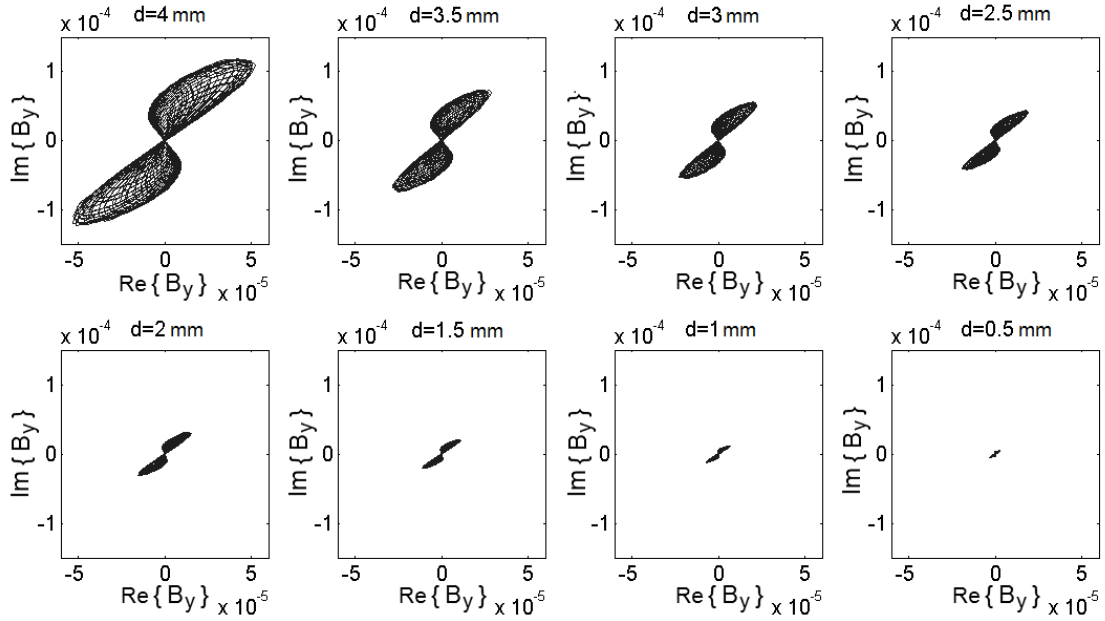 x 10-4 d=4 mm
1
0
-1
Im{By}
-5 0 5
Re{By} x 10-5
x 10-4 d=3.5 mm
1
0
-1
Im{By}
-5 0 5
Re{By} x 10-5
x 10-4 d=3 mm
1
0
-1
Im{By}
-5 0 5
Re{By} x 10-5
x 10-4 d=2.5 mm
1
0
-1
Im{By}
-5 0 5
Re{By} x 10-5
x 10-4 d=2 mm
1
0
-1
Im{By}
-5 0 5
Re{By} x 10-5
x 10-4 d=1.5 mm
1
0
-1
Im{By}
-5 0 5
Re{By} x 10-5
x 10-4 d=1 mm
1
0
-1
Im{By}
-5 0 5
Re{By} x 10-5
x 10-4 d=0.5 mm
1
0
-1
Im{By}
-5 0 5
Re{By} x 10-5